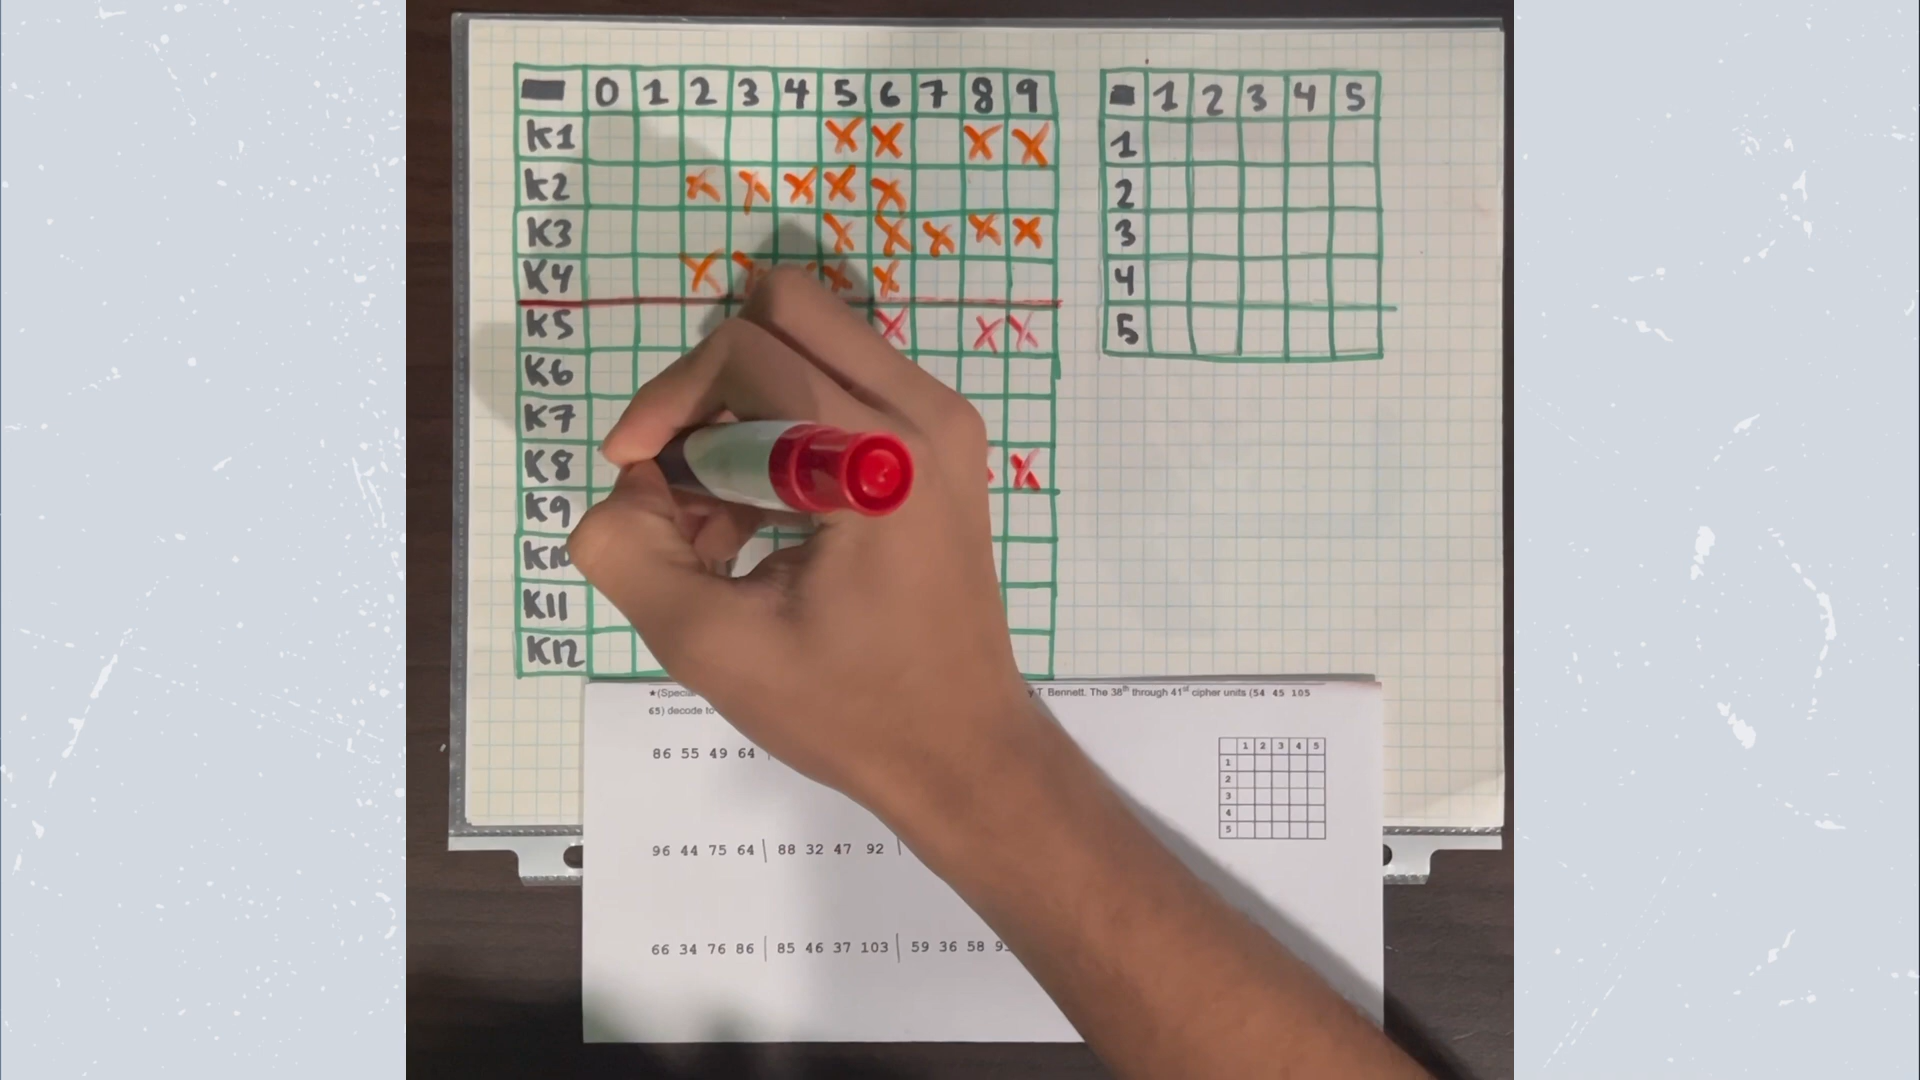 0 1 2 3 4 5 6 7 8 9
K1 X X X X
K2 X X X X X
K3 X X X X X
K4 X X X X
K5 X X X
K6
K7
K8 X
K9
K10
K11
K12
1 2 3 4 5
1
2
3
4
5
★(Special T. Bennett. The 38th through 41st cipher units (54 45 105
65) decode to
86 55 49 64
96 44 75 64 | 88 32 47 92 |
66 34 76 86 | 85 46 37 103 | 59 36 58
1 2 3 4 5
1
2
3
4
5